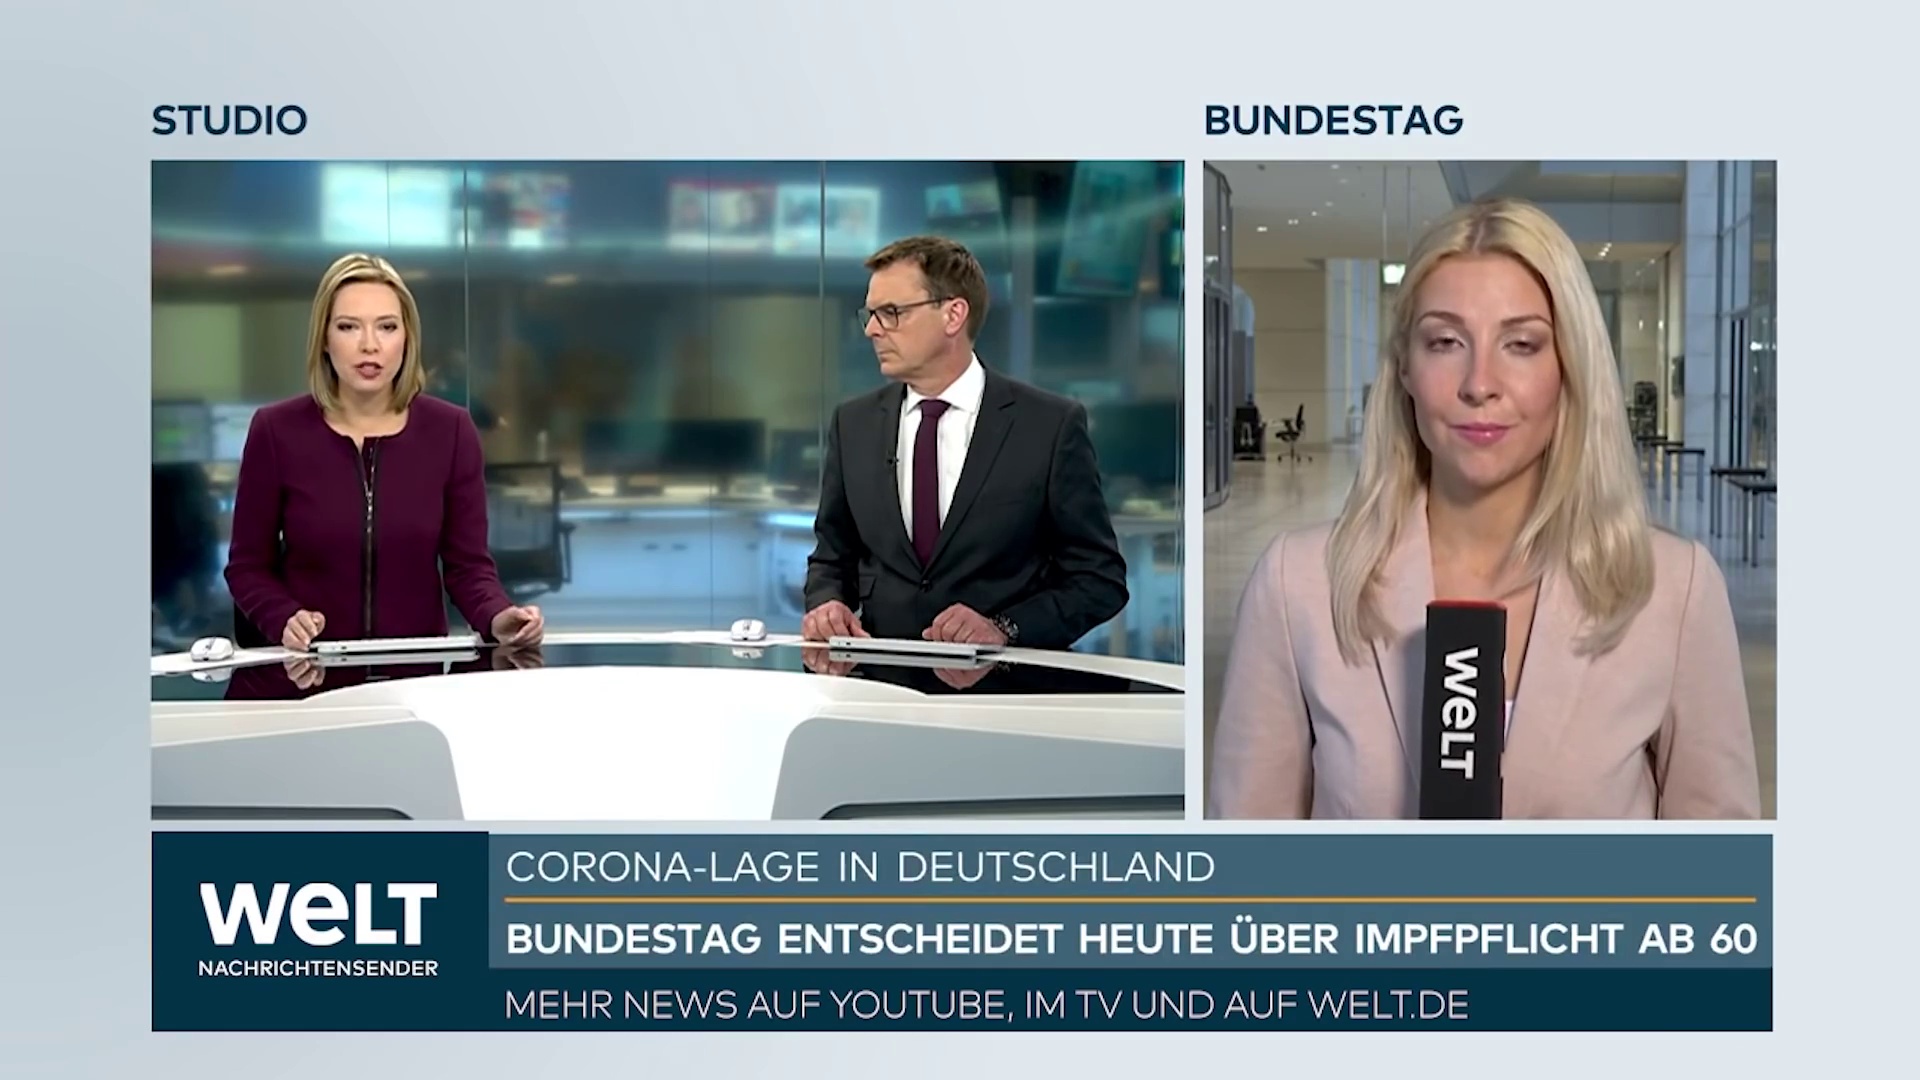 STUDIO
BUNDESTAG
WELT
WELT
NACHRICHTENSENDER
CORONA-LAGE IN DEUTSCHLAND
BUNDESTAG ENTSCHEIDET HEUTE ÜBER IMPFPFLICHT AB 60
MEHR NEWS AUF YOUTUBE, IM TV UND AUF WELT.DE